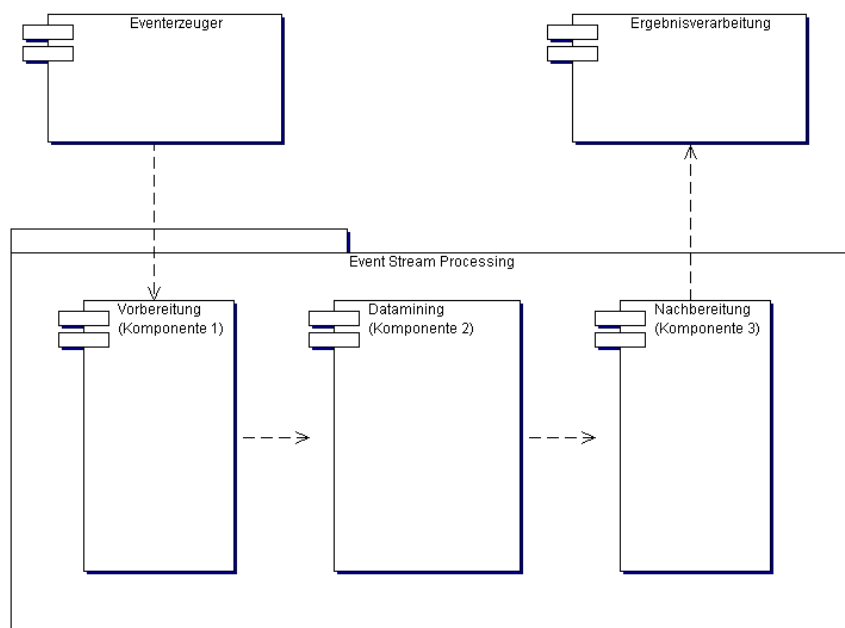 Eventerzeuger
Ergebnisverarbeitung
Event Stream Processing
Vorbereitung
(Komponente 1)
Datamining
(Komponente 2)
Nachbereitung
(Komponente 3)